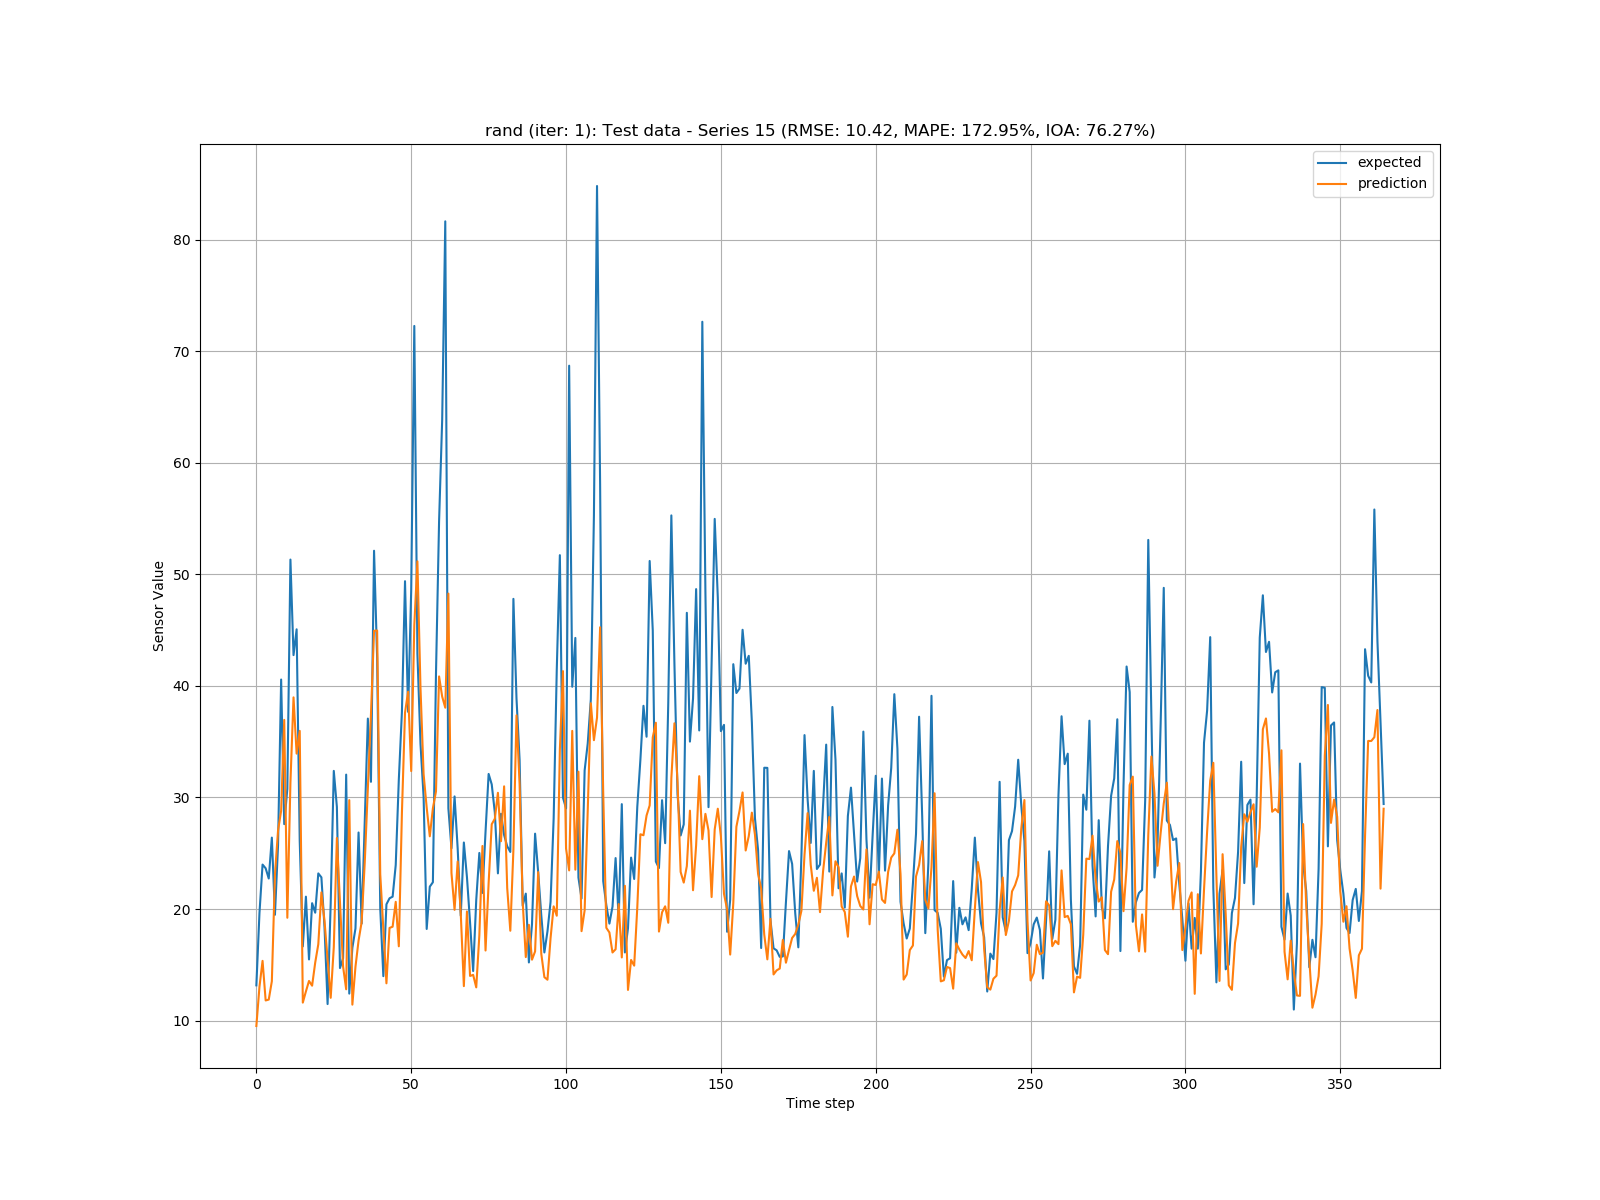 rand (iter: 1): Test data - Series 15 (RMSE: 10.42, MAPE: 172.95%, IOA: 76.27%)
expected
prediction
80
70
60
50
40
30
20
10
Sensor Value
0 50 100 150 200 250 300 350
Time step